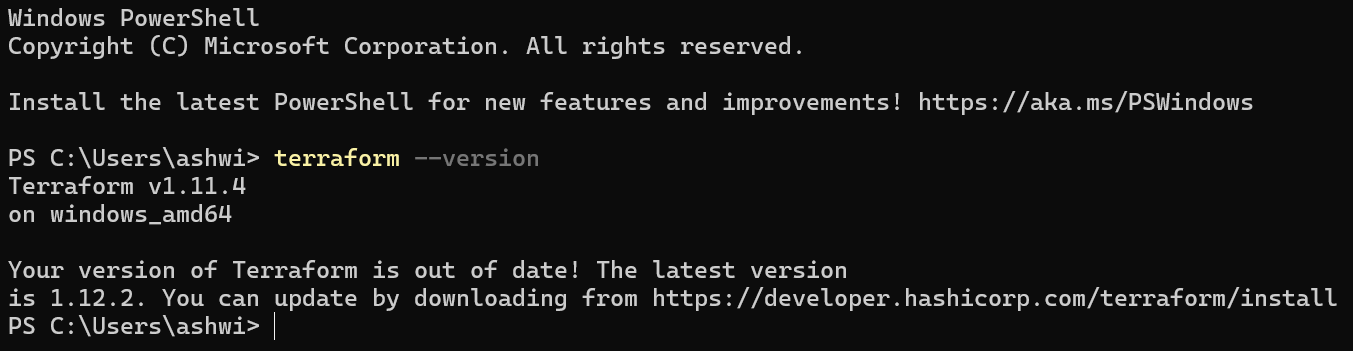 Windows PowerShell
Copyright (C) Microsoft Corporation. All rights reserved.
Install the latest PowerShell for new features and improvements! https://aka.ms/PSWindows
PS C:\Users\ashwi> terraform --version
Terraform v1.11.4
on windows_amd64
Your version of Terraform is out of date! The latest version
is 1.12.2. You can update by downloading from https://developer.hashicorp.com/terraform/install
PS C:\Users\ashwi>